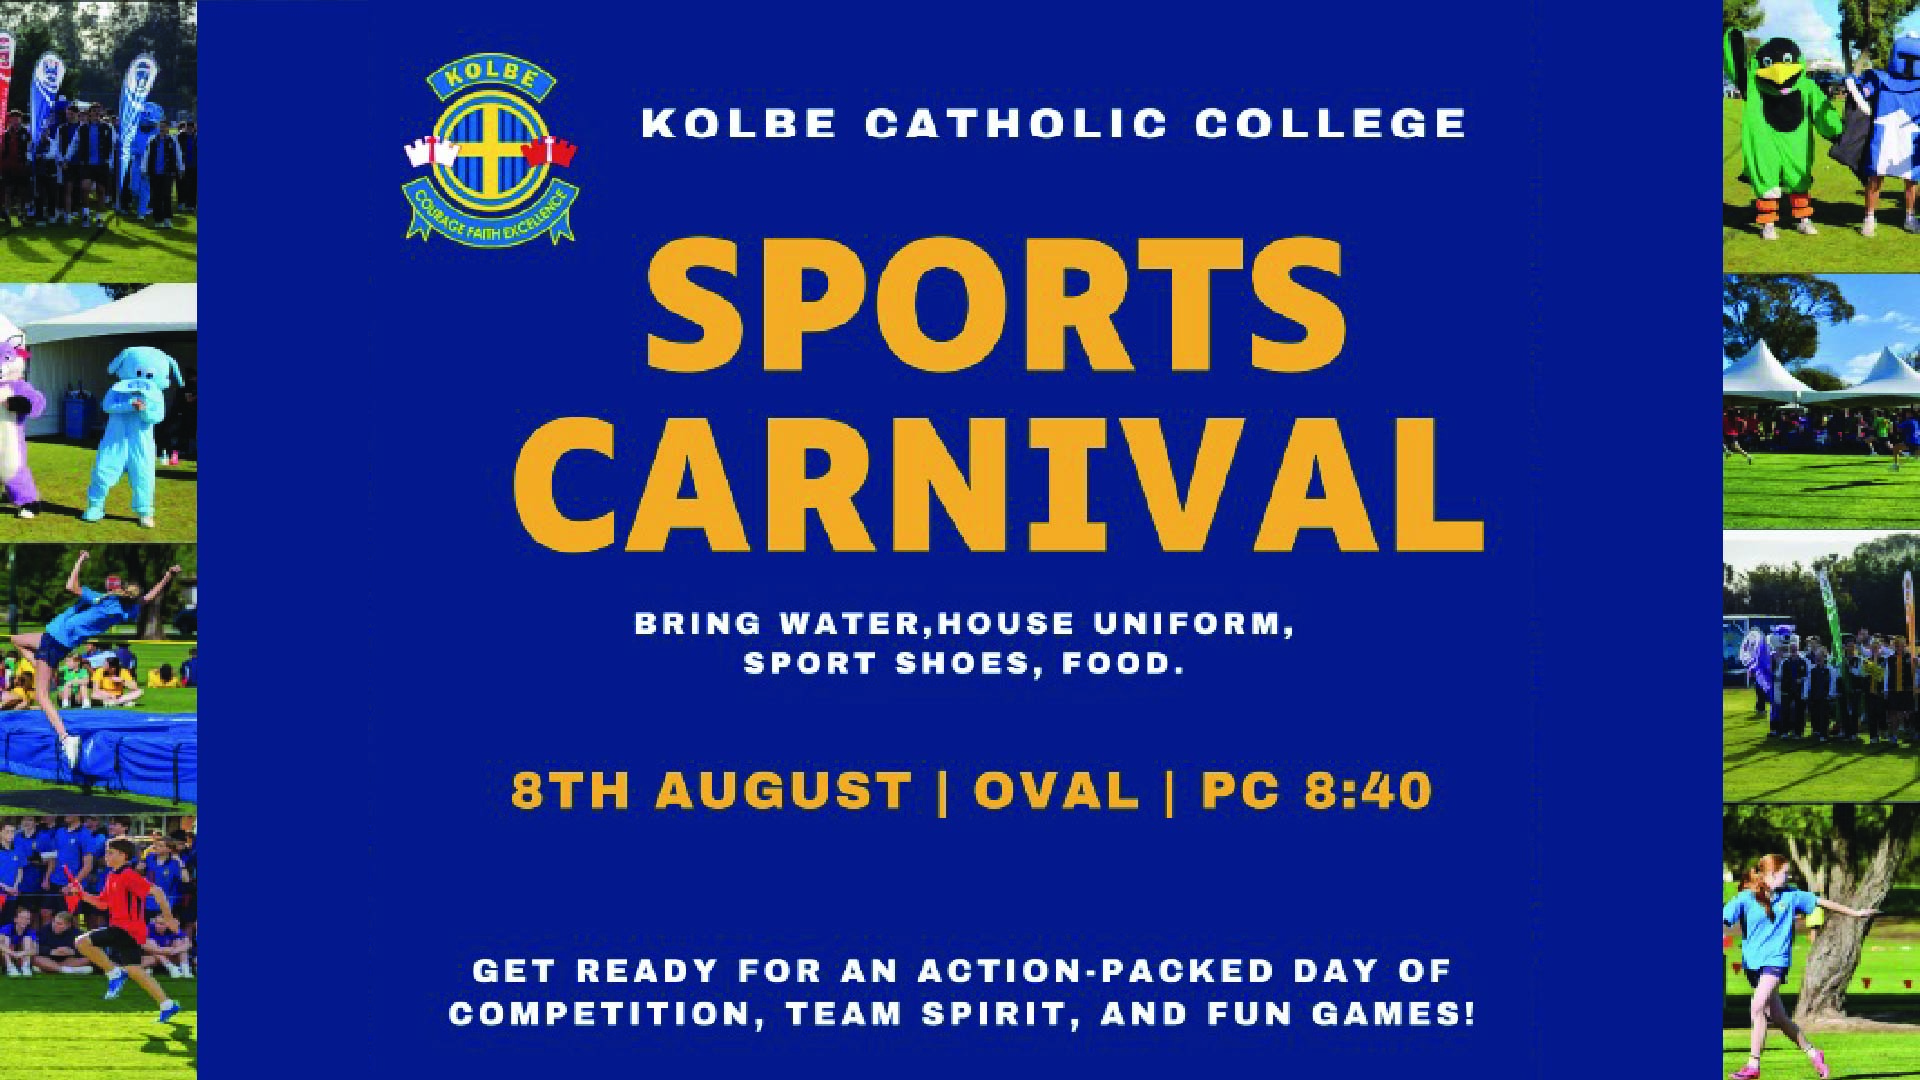 KOLBE
COURAGE FAITH EXCELLENCE
KOLBE CATHOLIC COLLEGE
SPORTS
CARNIVAL
BRING WATER,HOUSE UNIFORM,
SPORT SHOES, FOOD.
8TH AUGUST | OVAL | PC 8:40
GET READY FOR AN ACTION-PACKED DAY OF
COMPETITION, TEAM SPIRIT, AND FUN GAMES!